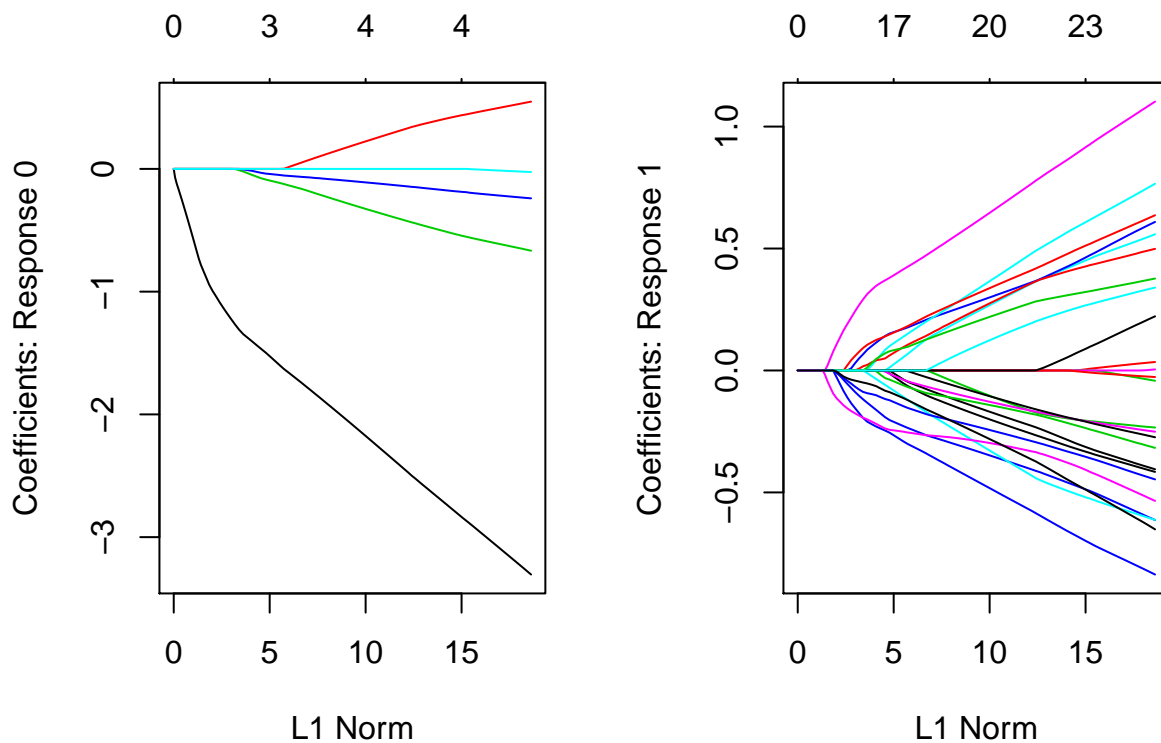 0 3 4 4
Coefficients: Response 0
0
−1
−2
−3
0 5 10 15
L1 Norm
0 17 20 23
Coefficients: Response 1
1.0
0.5
0.0
−0.5
0 5 10 15
L1 Norm